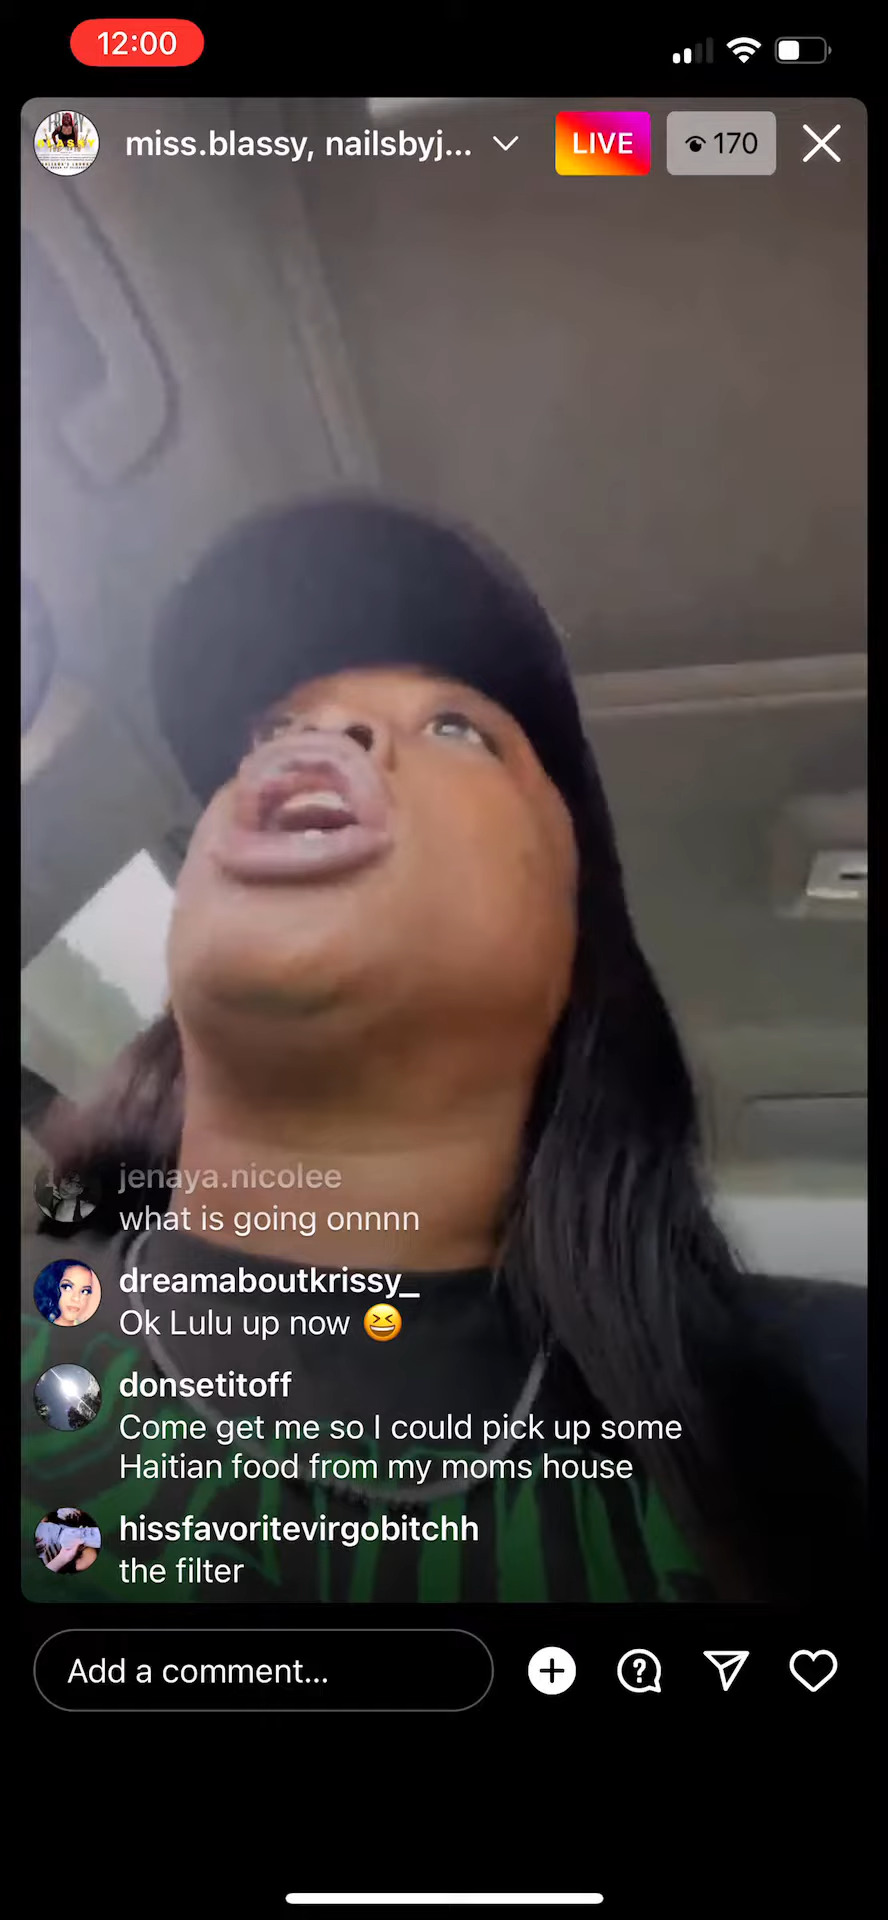 12:00
miss.blassy, nailsbyj...
LIVE
170
jenaya.nicolee
what is going onnnn
dreamaboutkrissy_
Ok Lulu up now 😆
donsetitoff
Come get me so I could pick up some
Haitian food from my moms house
hissfavoritevirgobitchh
the filter
Add a comment...